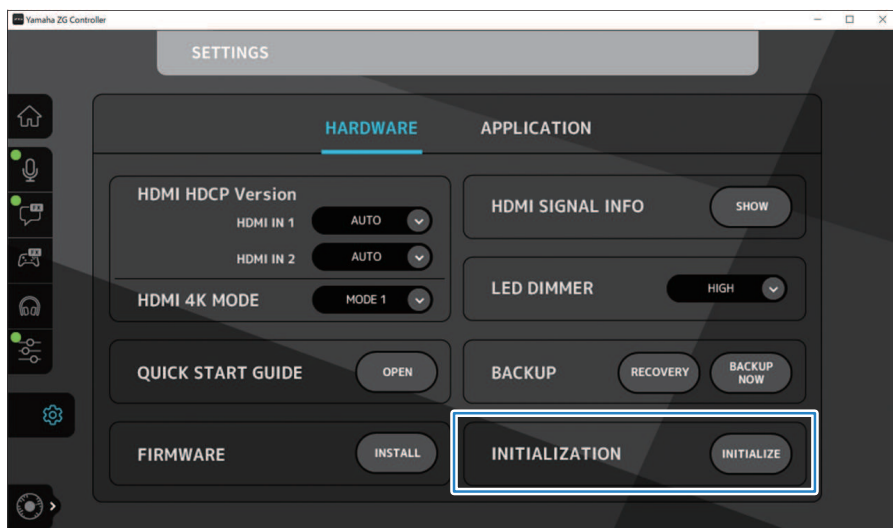 Yamaha ZG Controller
SETTINGS
HARDWARE
APPLICATION
HDMI HDCP Version
HDMI IN 1
AUTO
HDMI IN 2
AUTO
HDMI 4K MODE
MODE 1
HDMI SIGNAL INFO
SHOW
LED DIMMER
HIGH
QUICK START GUIDE
OPEN
BACKUP
RECOVERY
BACKUP
NOW
FIRMWARE
INSTALL
INITIALIZATION
INITIALIZE
FX
FX